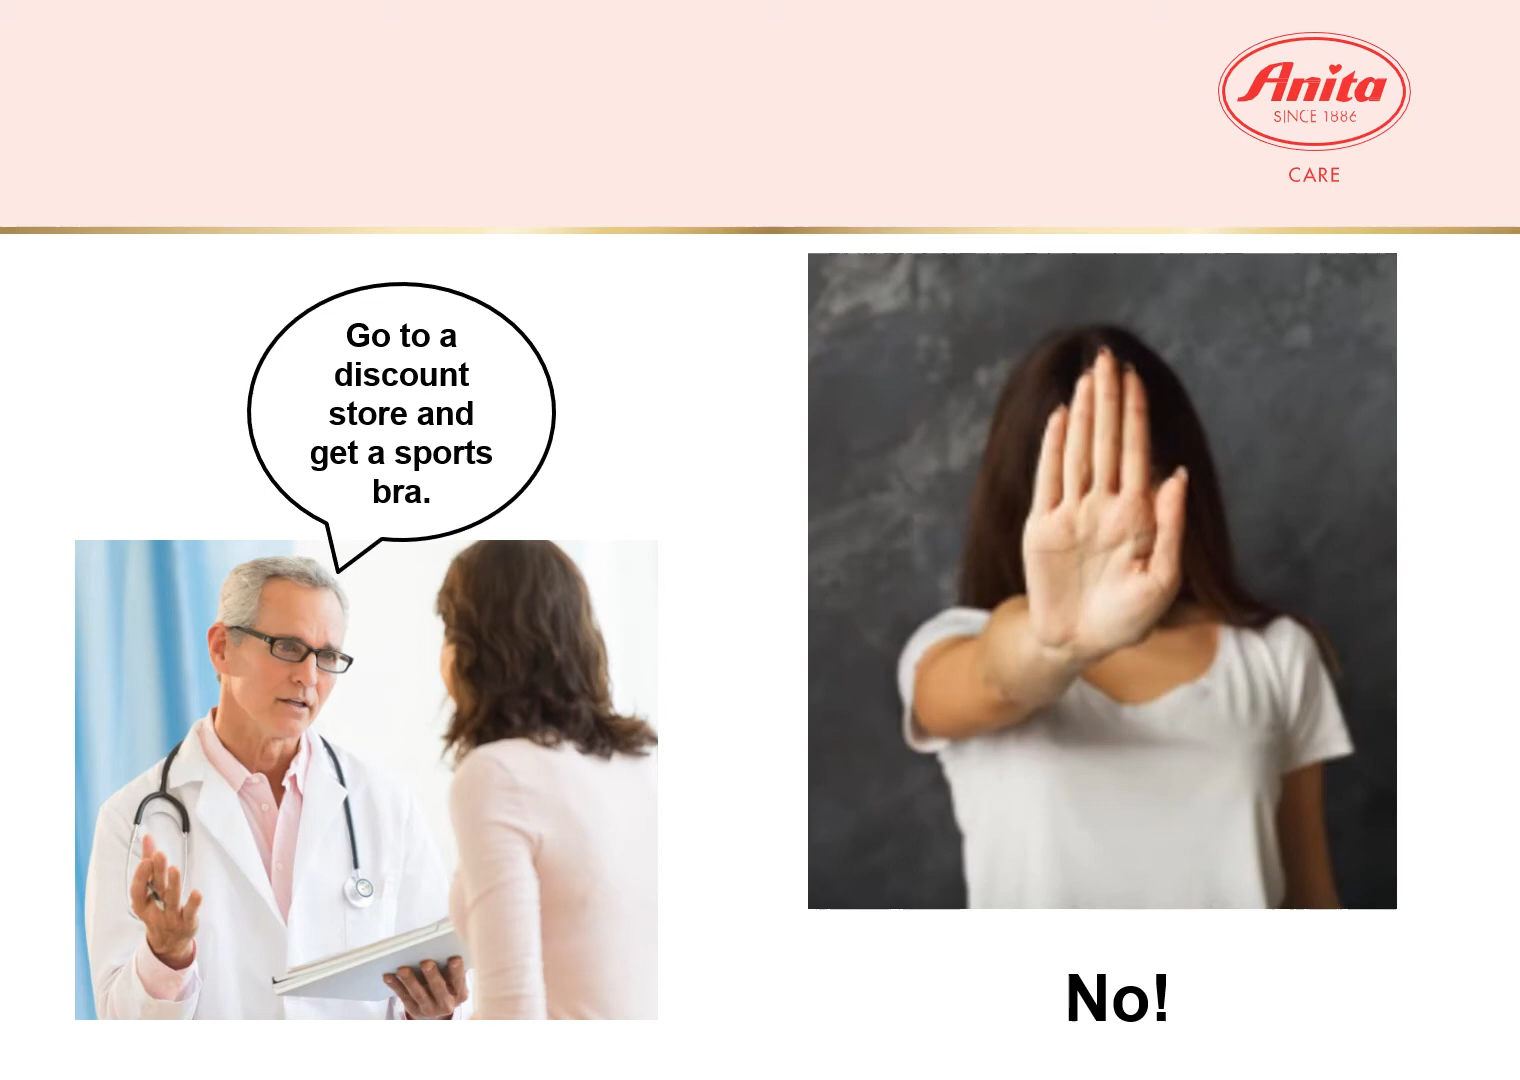 Anita
SINCE 1886
CARE
Go to a
discount
store and
get a sports
bra.
No!